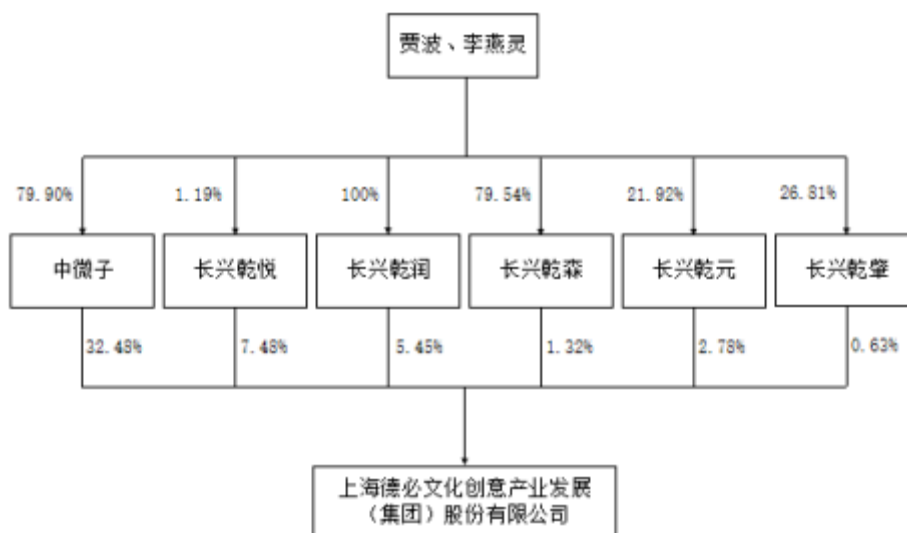 贾波、李燕灵
79.90%
1.19%
100%
79.54%
21.92%
26.81%
中微子
长兴乾悦
长兴乾润
长兴乾森
长兴乾元
长兴乾肇
32.48%
7.48%
5.45%
1.32%
2.78%
0.63%
上海德必文化创意产业发展
（集团）股份有限公司